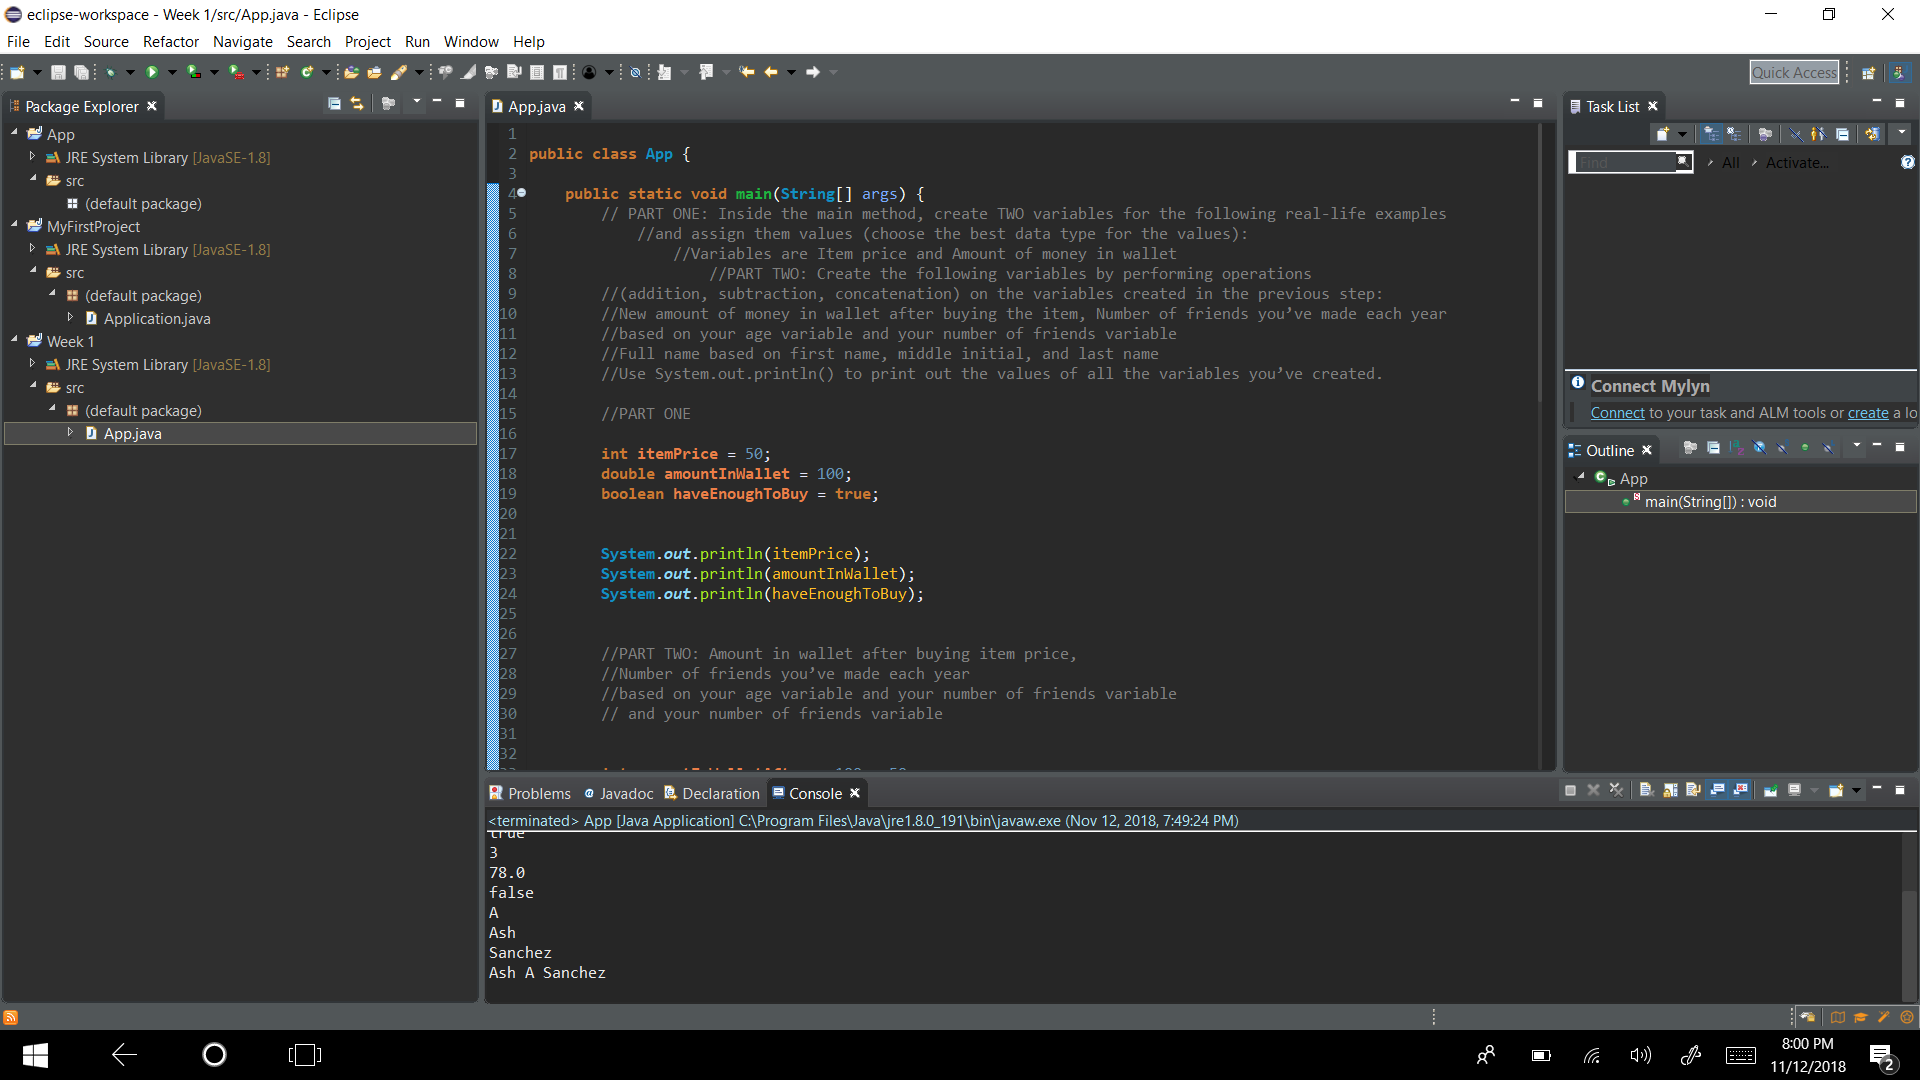 eclipse-workspace - Week 1/src/App.java - Eclipse
File Edit Source Refactor Navigate Search Project Run Window Help
Quick Access
Package Explorer
App
JRE System Library [JavaSE-1.8]
src
(default package)
MyFirstProject
JRE System Library [JavaSE-1.8]
src
(default package)
Application.java
Week 1
JRE System Library [JavaSE-1.8]
src
(default package)
App.java
App.java
1
2 public class App {
3
4 public static void main(String[] args) {
5 // PART ONE: Inside the main method, create TWO variables for the following real-life examples
6 //and assign them values (choose the best data type for the values):
7 //Variables are Item price and Amount of money in wallet
8 //PART TWO: Create the following variables by performing operations
9 //(addition, subtraction, concatenation) on the variables created in the previous step:
10 //New amount of money in wallet after buying the item, Number of friends you’ve made each year
11 //based on your age variable and your number of friends variable
12 //Full name based on first name, middle initial, and last name
13 //Use System.out.println() to print out the values of all the variables you’ve created.
14
15 //PART ONE
16
17 int itemPrice = 50;
18 double amountInWallet = 100;
19 boolean haveEnoughToBuy = true;
20
21
22 System.out.println(itemPrice);
23 System.out.println(amountInWallet);
24 System.out.println(haveEnoughToBuy);
25
26
27 //PART TWO: Amount in wallet after buying item price,
28 //Number of friends you’ve made each year
29 //based on your age variable and your number of friends variable
30 // and your number of friends variable
31
32
Task List
Find All Activate...
Connect Mylyn
Connect to your task and ALM tools or create a lo
Outline
App
main(String[]) : void
Problems Javadoc Declaration Console
<terminated> App [Java Application] C:\Program Files\Java\jre1.8.0_191\bin\javaw.exe (Nov 12, 2018, 7:49:24 PM)
true
3
78.0
false
A
Ash
Sanchez
Ash A Sanchez
8:00 PM
11/12/2018
2